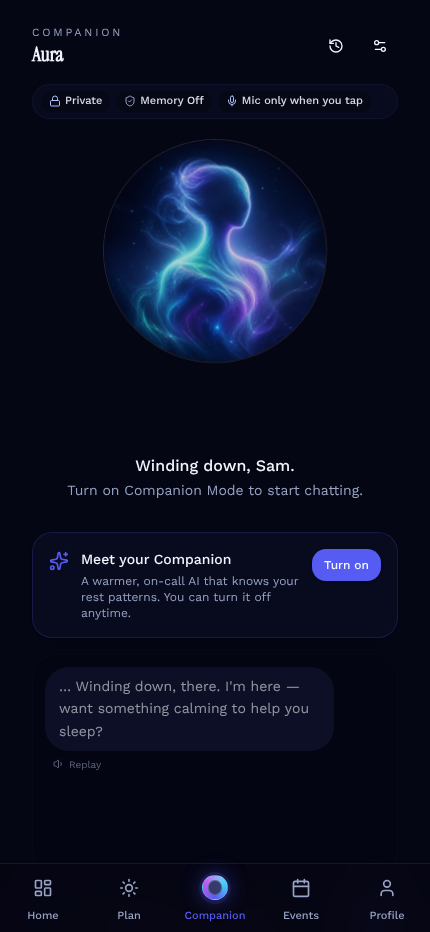 COMPANION
Aura
Private
Memory Off
Mic only when you tap
Winding down, Sam.
Turn on Companion Mode to start chatting.
Meet your Companion
A warmer, on-call AI that knows your
rest patterns. You can turn it off
anytime.
Turn on
... Winding down, there. I'm here —
want something calming to help you
sleep?
Replay
Home
Plan
Companion
Events
Profile